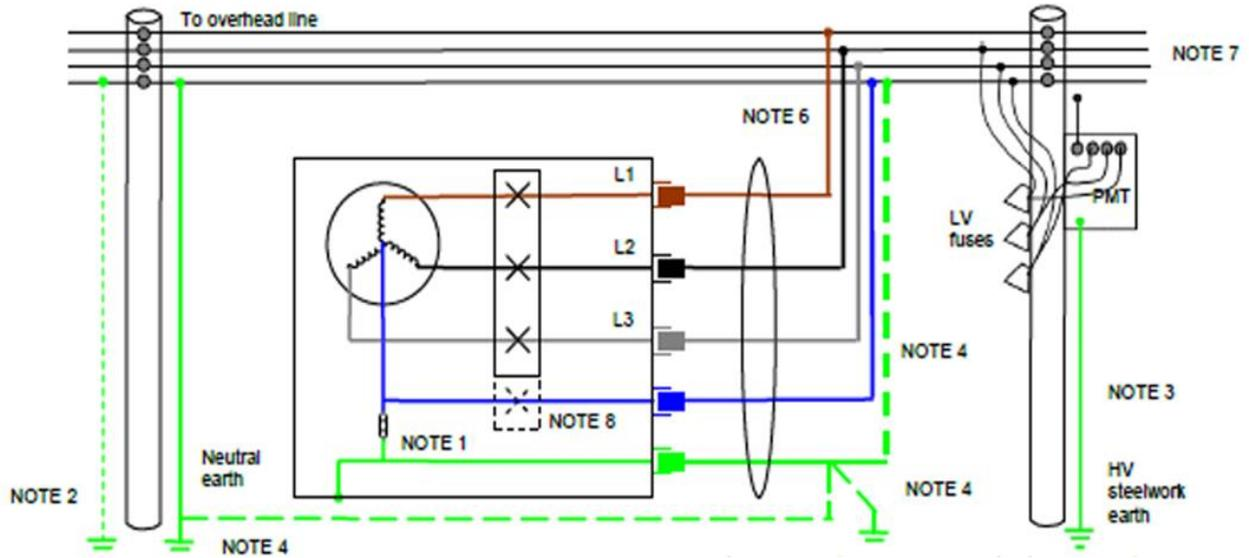 To overhead line
NOTE 7
NOTE 6
L1
PMT
LV
fuses
L2
L3
NOTE 4
NOTE 3
NOTE 8
NOTE 1
Neutral
earth
NOTE 2
NOTE 4
HV
steelwork
earth
NOTE 4